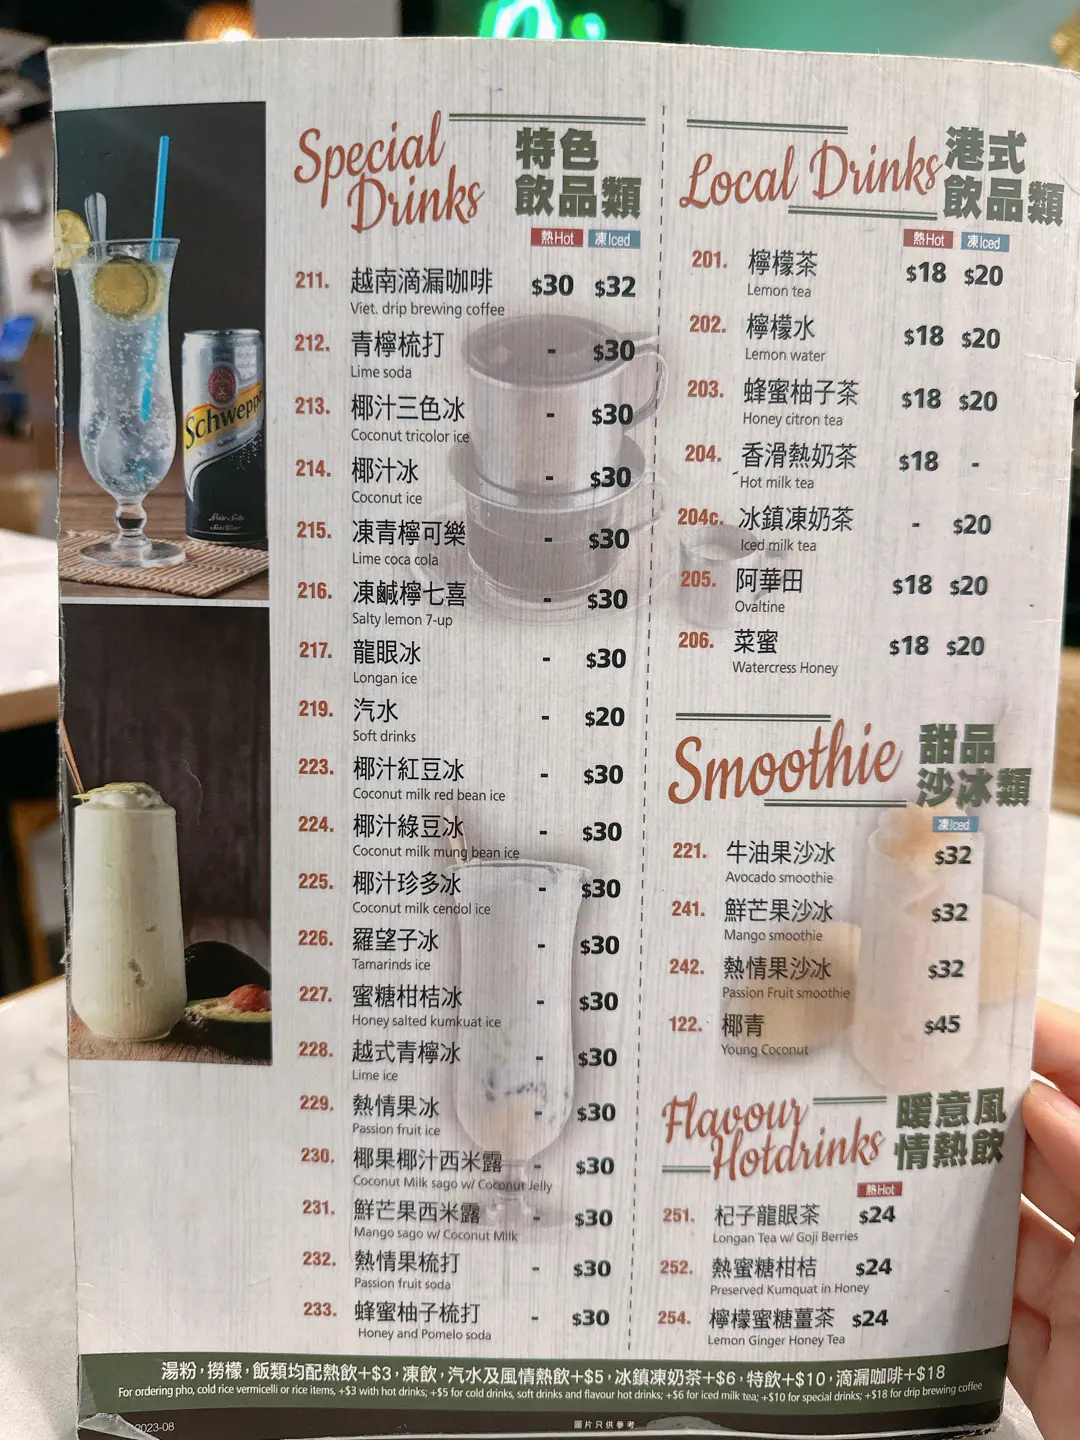 Special Drinks
特色
飲品類
熱Hot 凍Iced
211. 越南滴漏咖啡 $30 $32
Viet. drip brewing coffee
212. 青檸梳打 - $30
Lime soda
213. 椰汁三色冰 - $30
Coconut tricolor ice
214. 椰汁冰 - $30
Coconut ice
215. 凍青檸可樂 - $30
Lime coca cola
216. 凍鹹檸七喜 - $30
Salty lemon 7-up
217. 龍眼冰 - $30
Longan ice
219. 汽水 - $20
Soft drinks
223. 椰汁紅豆冰 - $30
Coconut milk red bean ice
224. 椰汁綠豆冰 - $30
Coconut milk mung bean ice
225. 椰汁珍多冰 - $30
Coconut milk cendol ice
226. 羅望子冰 - $30
Tamarinds ice
227. 蜜糖柑桔冰 - $30
Honey salted kumkuat ice
228. 越式青檸冰 - $30
Lime ice
229. 熱情果冰 - $30
Passion fruit ice
230. 椰果椰汁西米露 - $30
Coconut Milk sago w/ Coconut Jelly
231. 鮮芒果西米露 - $30
Mango sago w/ Coconut Milk
232. 熱情果梳打 - $30
Passion fruit soda
233. 蜂蜜柚子梳打 - $30
Honey and Pomelo soda
Local Drinks
港式
飲品類
熱Hot 凍Iced
201. 檸檬茶 $18 $20
Lemon tea
202. 檸檬水 $18 $20
Lemon water
203. 蜂蜜柚子茶 $18 $20
Honey citron tea
204. 香滑熱奶茶 $18 -
Hot milk tea
204c. 冰鎮凍奶茶 - $20
Iced milk tea
205. 阿華田 $18 $20
Ovaltine
206. 菜蜜 $18 $20
Watercress Honey
Smoothie
甜品
沙冰類
凍Iced
221. 牛油果沙冰 $32
Avocado smoothie
241. 鮮芒果沙冰 $32
Mango smoothie
242. 熱情果沙冰 $32
Passion Fruit smoothie
122. 椰青 $45
Young Coconut
Flavour Hotdrinks
暖意風
情熱飲
熱Hot
251. 杞子龍眼茶 $24
Longan Tea w/ Goji Berries
252. 熱蜜糖柑桔 $24
Preserved Kumquat in Honey
254. 檸檬蜜糖薑茶 $24
Lemon Ginger Honey Tea
湯粉，撈檬，飯類均配熱飲+$3，凍飲，汽水及風情熱飲+$5，冰鎮凍奶茶+$6，特飲+$10，滴漏咖啡+$18
For ordering pho, cold rice vermicelli or rice items, +$3 with hot drinks; +$5 for cold drinks, soft drinks and flavour hot drinks; +$6 for iced milk tea; +$10 for special drinks; +$18 for drip brewing coffee
2023-08
圖片只供參考
Schweppe